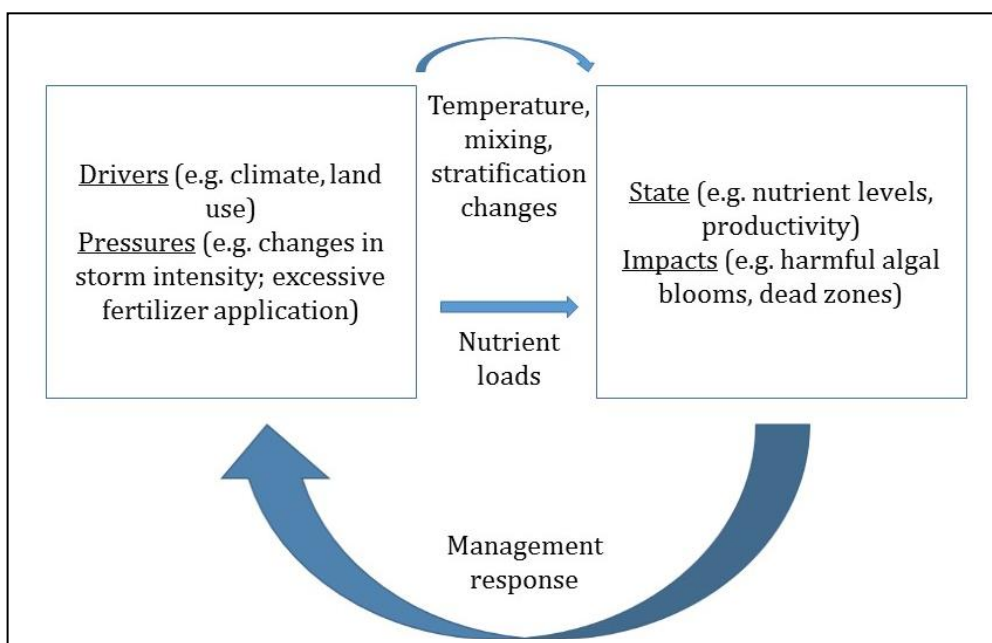 Temperature,
mixing,
stratification
changes
Drivers (e.g. climate, land
use)
Pressures (e.g. changes in
storm intensity; excessive
fertilizer application)
State (e.g. nutrient levels,
productivity)
Impacts (e.g. harmful algal
blooms, dead zones)
Nutrient
loads
Management
response